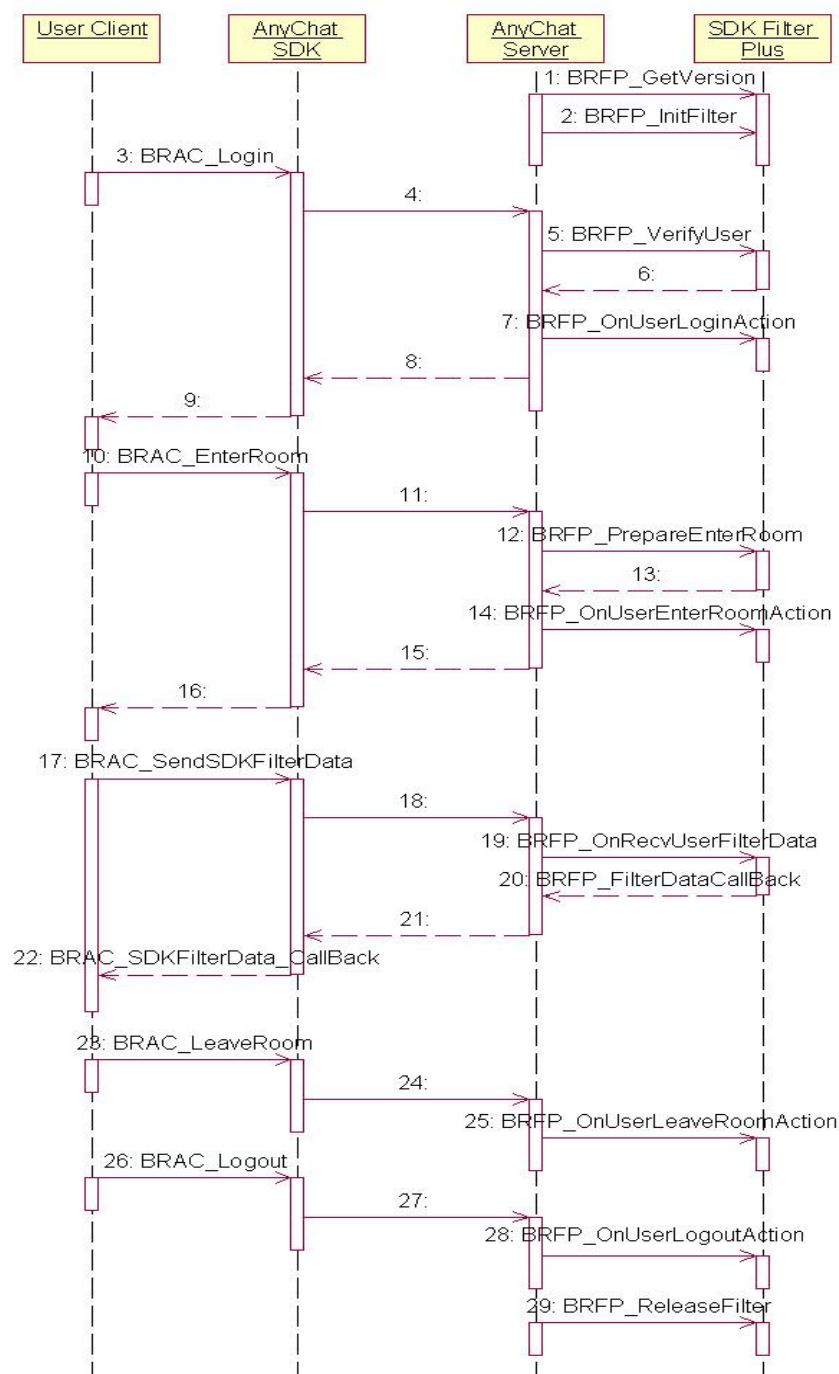 User Client
AnyChat
SDK
AnyChat
Server
SDK Filter
Plus
1: BRFP_GetVersion
2: BRFP_InitFilter
3: BRAC_Login
4:
5: BRFP_VerifyUser
6:
7: BRFP_OnUserLoginAction
8:
9:
10: BRAC_EnterRoom
11:
12: BRFP_PrepareEnterRoom
13:
14: BRFP_OnUserEnterRoomAction
15:
16:
17: BRAC_SendSDKFilterData
18:
19: BRFP_OnRecvUserFilterData
20: BRFP_FilterDataCallBack
21:
22: BRAC_SDKFilterData_CallBack
23: BRAC_LeaveRoom
24:
25: BRFP_OnUserLeaveRoomAction
26: BRAC_Logout
27:
28: BRFP_OnUserLogoutAction
29: BRFP_ReleaseFilter